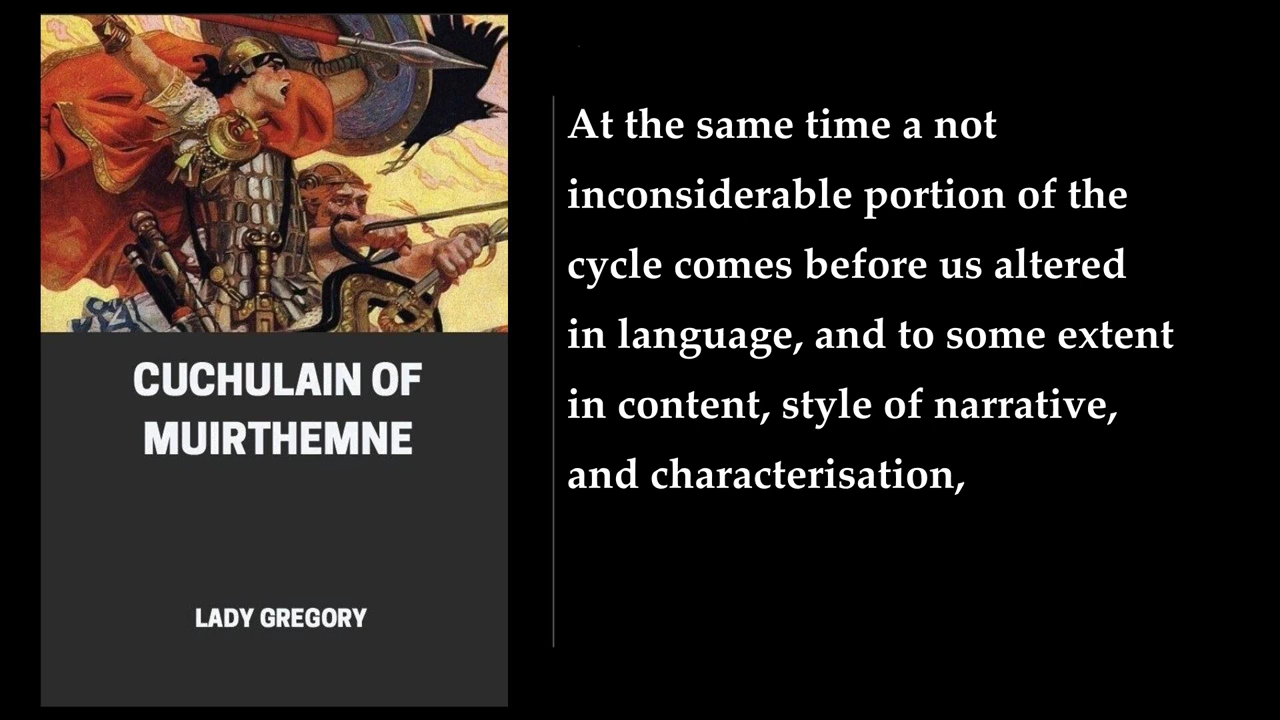 CUCHULAIN OF
MUIRTHEMNE
LADY GREGORY
At the same time a not
inconsiderable portion of the
cycle comes before us altered
in language, and to some extent
in content, style of narrative,
and characterisation,